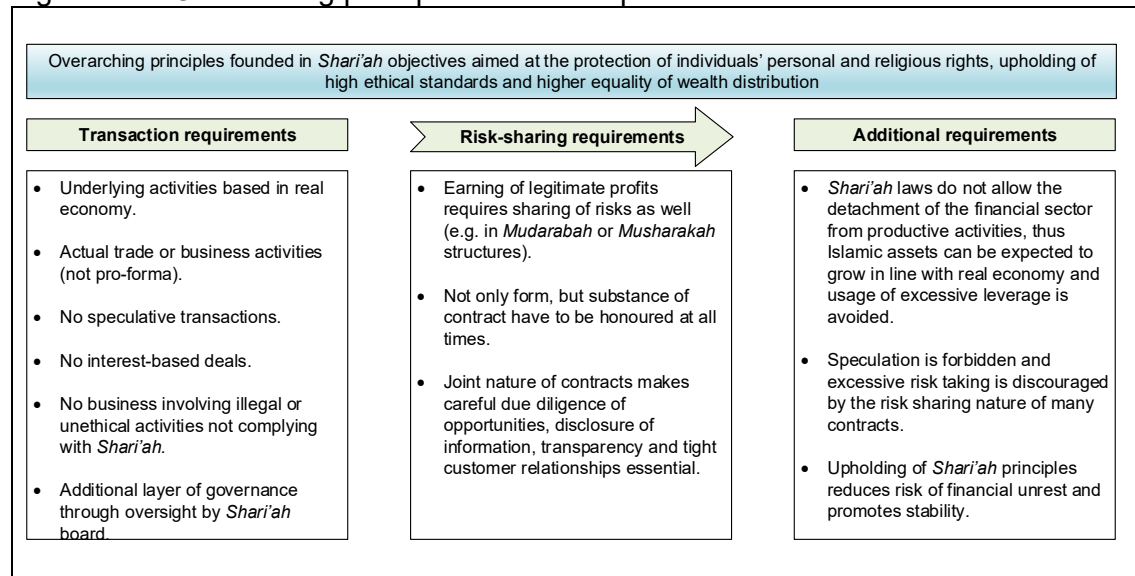 Overarching principles founded in Shari’ah objectives aimed at the protection of individuals’ personal and religious rights, upholding of
high ethical standards and higher equality of wealth distribution
Transaction requirements
• Underlying activities based in real
economy.
• Actual trade or business activities
(not pro-forma).
• No speculative transactions.
• No interest-based deals.
• No business involving illegal or
unethical activities not complying
with Shari’ah.
• Additional layer of governance
through oversight by Shari’ah
board.
Risk-sharing requirements
• Earning of legitimate profits
requires sharing of risks as well
(e.g. in Mudarabah or Musharakah
structures).
• Not only form, but substance of
contract have to be honoured at all
times.
• Joint nature of contracts makes
careful due diligence of
opportunities, disclosure of
information, transparency and tight
customer relationships essential.
Additional requirements
• Shari’ah laws do not allow the
detachment of the financial sector
from productive activities, thus
Islamic assets can be expected to
grow in line with real economy and
usage of excessive leverage is
avoided.
• Speculation is forbidden and
excessive risk taking is discouraged
by the risk sharing nature of many
contracts.
• Upholding of Shari’ah principles
reduces risk of financial unrest and
promotes stability.